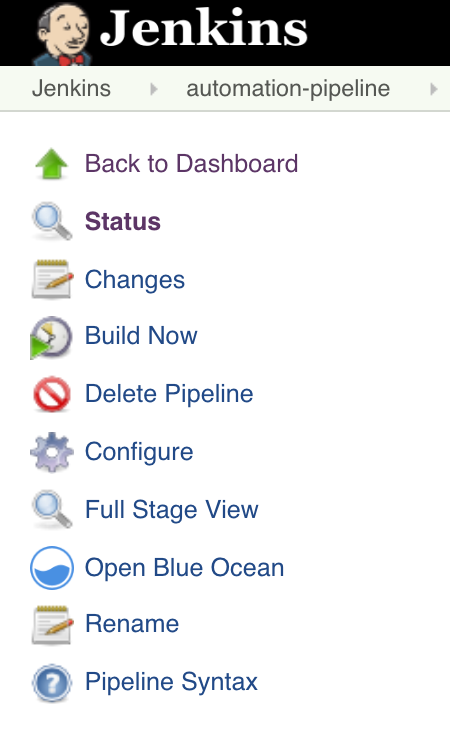 Jenkins
Jenkins automation-pipeline
Back to Dashboard
Status
Changes
Build Now
Delete Pipeline
Configure
Full Stage View
Open Blue Ocean
Rename
Pipeline Syntax